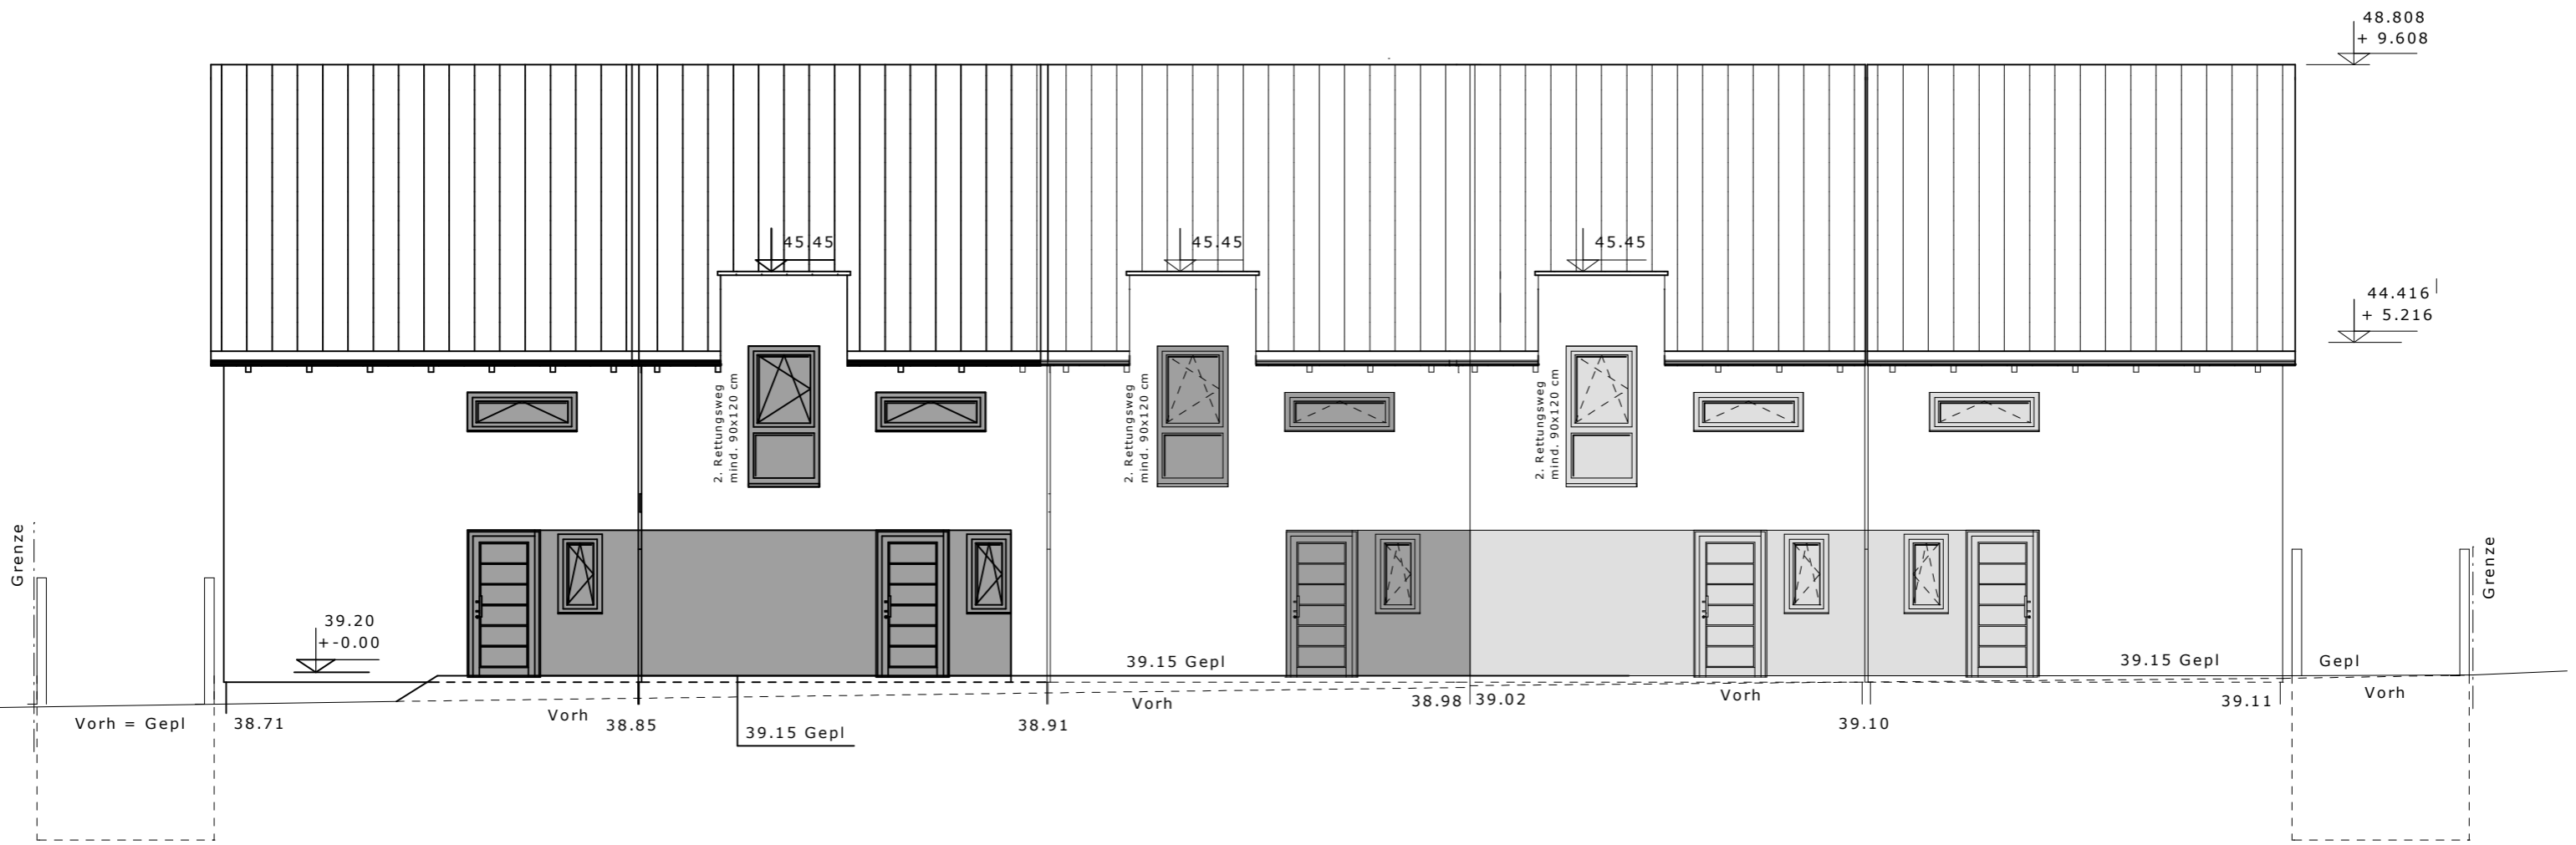 48.808
+ 9.608
45.45
45.45
45.45
44.416
+ 5.216
2. Rettungsweg
mind. 90x120 cm
2. Rettungsweg
mind. 90x120 cm
2. Rettungsweg
mind. 90x120 cm
Grenze
Grenze
39.20
+-0.00
39.15 Gepl
39.15 Gepl
Gepl
Vorh = Gepl
38.71
Vorh
38.85
39.15 Gepl
38.91
Vorh
38.98
39.02
Vorh
39.10
39.11
Vorh